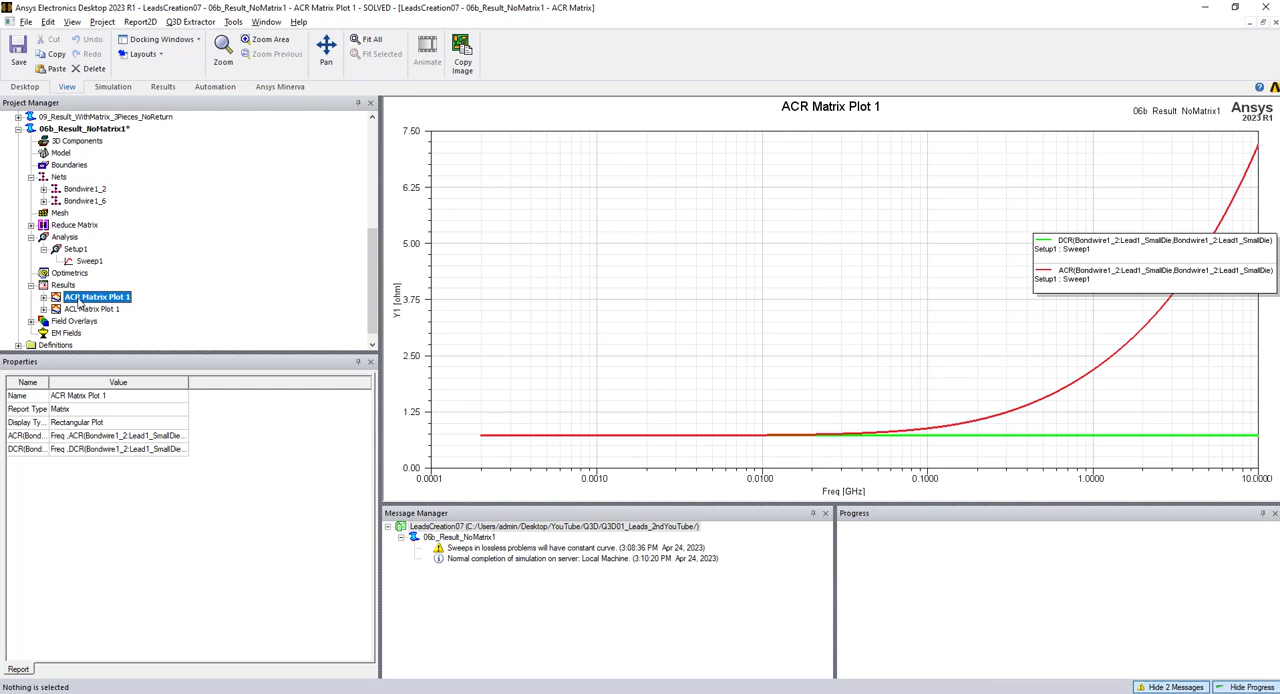 Ansys Electronics Desktop 2023 R1 - LeadsCreation07 - 06b_Result_NoMatrix1 - ACR Matrix Plot 1 - SOLVED - [LeadsCreation07 - 06b_Result_NoMatrix1 - ACR Matrix]
File Edit View Project Report2D Q3D Extractor Tools Window Help
Save Cut Copy Paste Undo Redo Delete
Docking Windows Layouts
Zoom Zoom Area Zoom Previous
Pan Fit All Fit Selected
Animate Copy Image
Desktop View Simulation Results Automation Ansys Minerva
Project Manager
09_Result_WithMatrix_3Pieces_NoReturn
06b_Result_NoMatrix1*
3D Components
Model
Boundaries
Nets
Bondwire1_2
Bondwire1_6
Mesh
Reduce Matrix
Analysis
Setup1
Sweep1
Optimetrics
Results
ACR Matrix Plot 1
ACL Matrix Plot 1
Field Overlays
EM Fields
Definitions
Properties
Name Value
Name ACR Matrix Plot 1
Report Type Matrix
Display Ty... Rectangular Plot
ACR(Bond... Freq ,ACR(Bondwire1_2:Lead1_SmallDie...
DCR(Bond... Freq ,DCR(Bondwire1_2:Lead1_SmallDie...
Report
Nothing is selected
ACR Matrix Plot 1
06b Result NoMatrix1
Ansys
2023 R1
7.50
6.25
5.00
3.75
2.50
1.25
0.00
Y1 [ohm]
0.0001 0.0010 0.0100 0.1000 1.0000 10.0000
Freq [GHz]
DCR(Bondwire1_2:Lead1_SmallDie,Bondwire1_2:Lead1_SmallDie)
Setup1 : Sweep1
ACR(Bondwire1_2:Lead1_SmallDie,Bondwire1_2:Lead1_SmallDie)
Setup1 : Sweep1
Message Manager
LeadsCreation07 (C:/Users/admin/Desktop/YouTube/Q3D/Q3D01_Leads_2ndYouTube/)
06b_Result_NoMatrix1
Sweeps in lossless problems will have constant curve. (3:08:36 PM Apr 24, 2023)
Normal completion of simulation on server: Local Machine. (3:10:20 PM Apr 24, 2023)
Progress
Hide 2 Messages Hide Progress